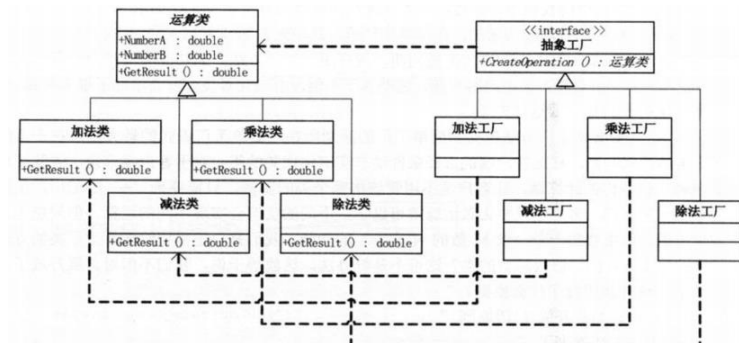 运算类
+NumberA : double
+NumberB : double
+GetResult () : double
<<interface>>
抽象工厂
+CreateOperation () : 运算类
加法类
+GetResult () : double
乘法类
+GetResult () : double
加法工厂
乘法工厂
减法类
+GetResult () : double
除法类
+GetResult () : double
减法工厂
除法工厂